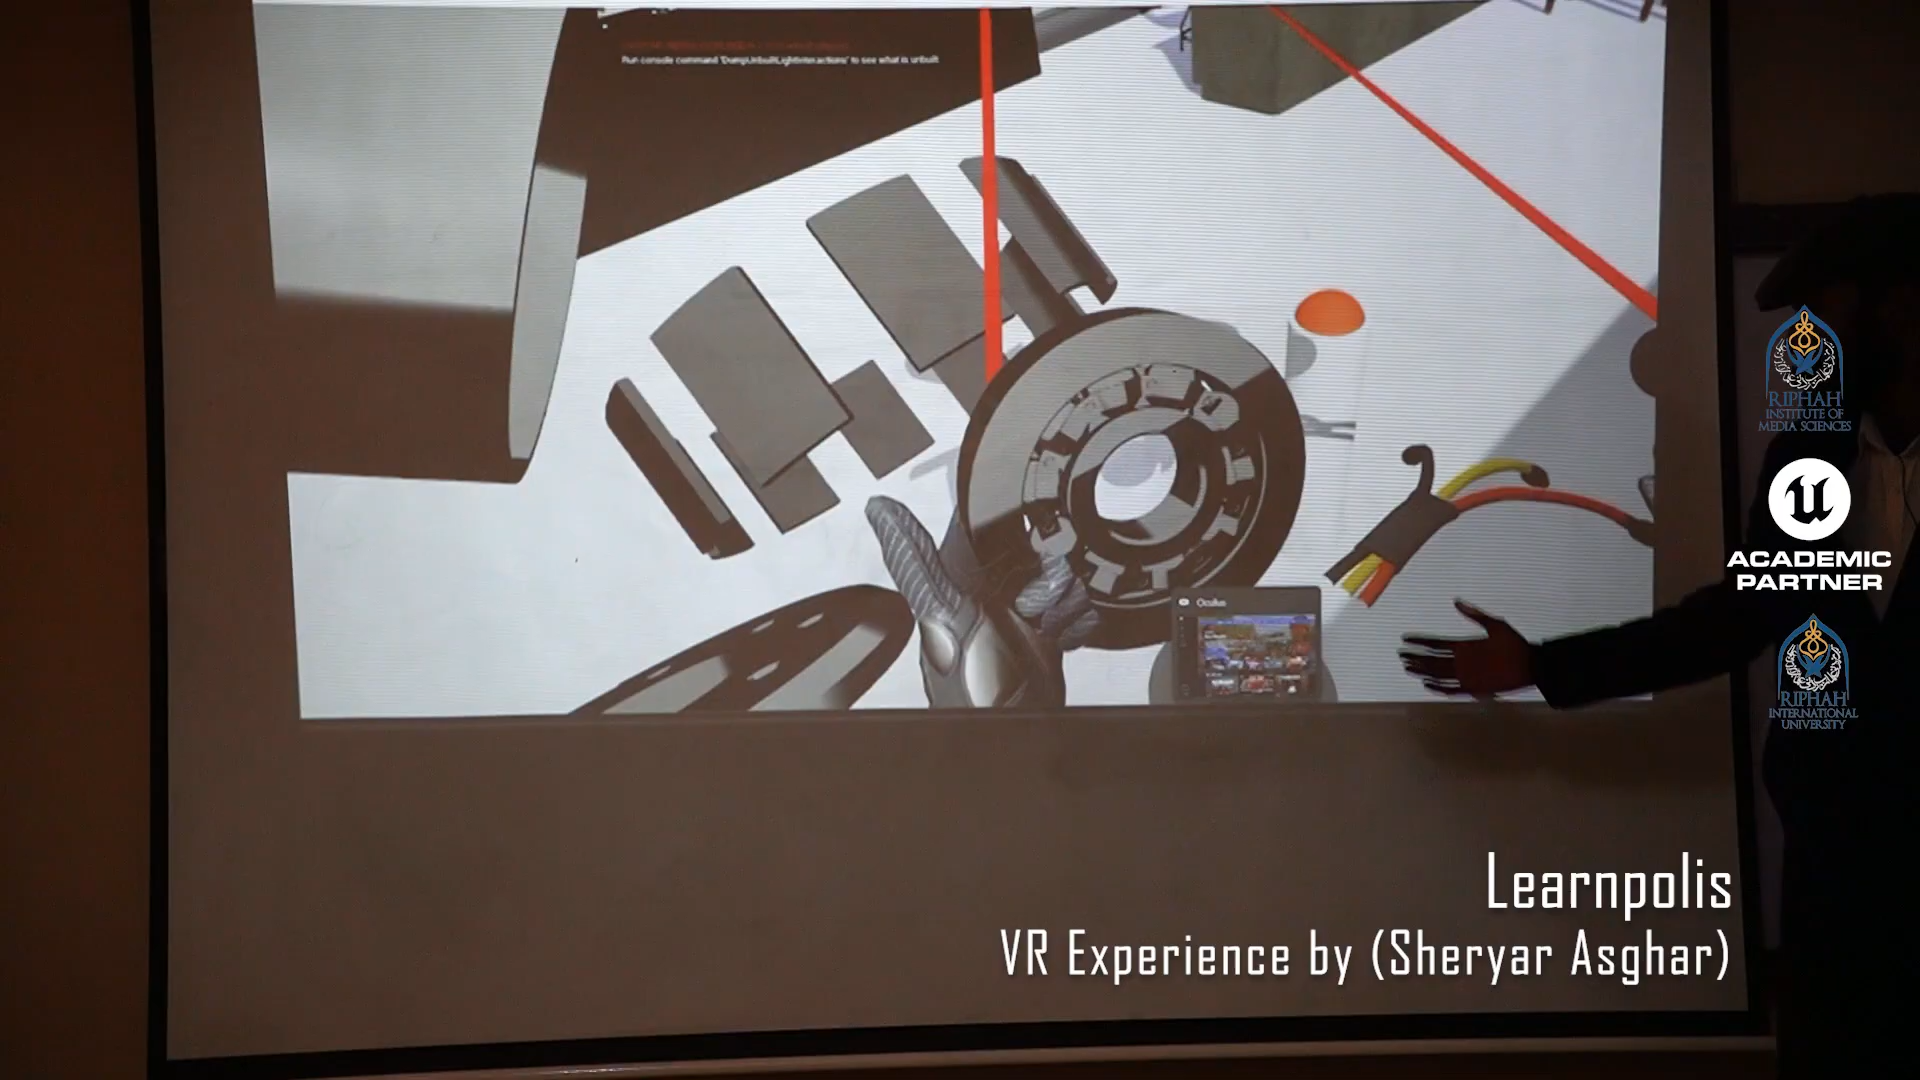 Run console command 'DumpUnbuiltLightInteractions' to see what is unbuilt
Oculus
RIPHAH
INSTITUTE OF
MEDIA SCIENCES
ACADEMIC
PARTNER
RIPHAH
INTERNATIONAL
UNIVERSITY
Learnpolis
VR Experience by (Sheryar Asghar)